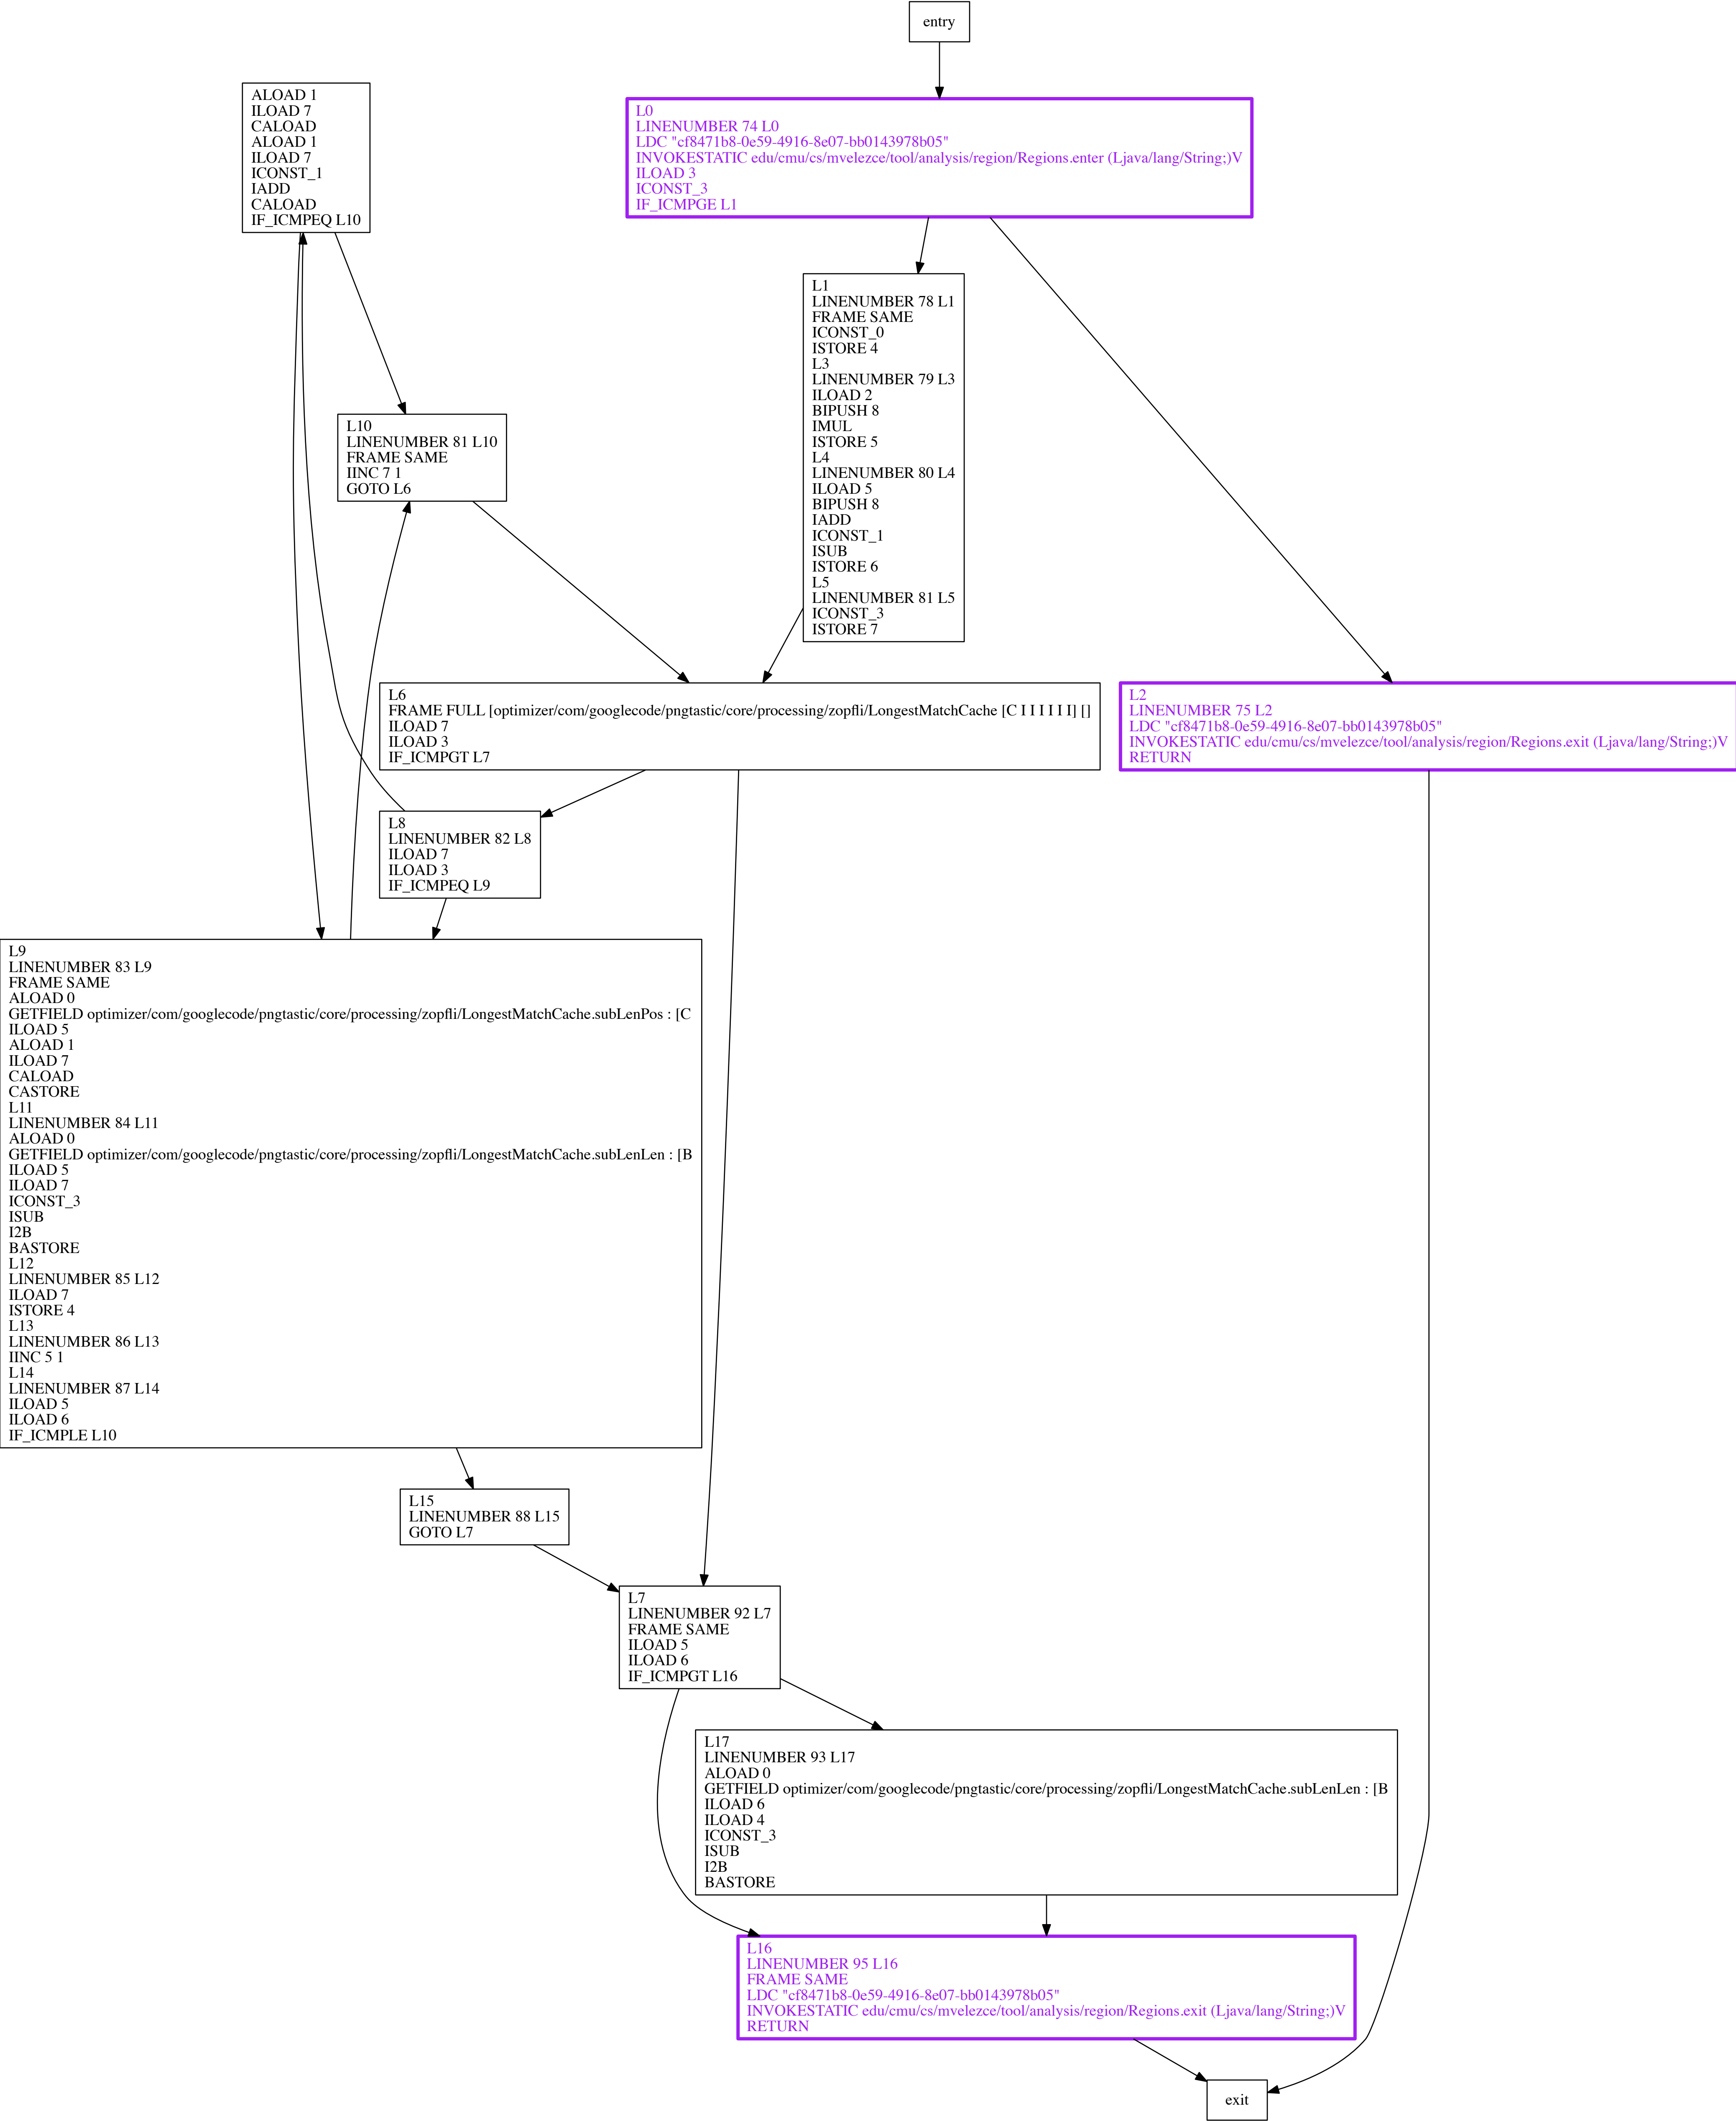 entry
ALOAD 1
ILOAD 7
CALOAD
ALOAD 1
ILOAD 7
ICONST_1
IADD
CALOAD
IF_ICMPEQ L10
L0
LINENUMBER 74 L0
LDC "cf8471b8-0e59-4916-8e07-bb0143978b05"
INVOKESTATIC edu/cmu/cs/mvelezce/tool/analysis/region/Regions.enter (Ljava/lang/String;)V
ILOAD 3
ICONST_3
IF_ICMPGE L1
L1
LINENUMBER 78 L1
FRAME SAME
ICONST_0
ISTORE 4
L3
LINENUMBER 79 L3
ILOAD 2
BIPUSH 8
IMUL
ISTORE 5
L4
LINENUMBER 80 L4
ILOAD 5
BIPUSH 8
IADD
ICONST_1
ISUB
ISTORE 6
L5
LINENUMBER 81 L5
ICONST_3
ISTORE 7
L10
LINENUMBER 81 L10
FRAME SAME
IINC 7 1
GOTO L6
L6
FRAME FULL [optimizer/com/googlecode/pngtastic/core/processing/zopfli/LongestMatchCache [C I I I I I I] []
ILOAD 7
ILOAD 3
IF_ICMPGT L7
L2
LINENUMBER 75 L2
LDC "cf8471b8-0e59-4916-8e07-bb0143978b05"
INVOKESTATIC edu/cmu/cs/mvelezce/tool/analysis/region/Regions.exit (Ljava/lang/String;)V
RETURN
L8
LINENUMBER 82 L8
ILOAD 7
ILOAD 3
IF_ICMPEQ L9
L9
LINENUMBER 83 L9
FRAME SAME
ALOAD 0
GETFIELD optimizer/com/googlecode/pngtastic/core/processing/zopfli/LongestMatchCache.subLenPos : [C
ILOAD 5
ALOAD 1
ILOAD 7
CALOAD
CASTORE
L11
LINENUMBER 84 L11
ALOAD 0
GETFIELD optimizer/com/googlecode/pngtastic/core/processing/zopfli/LongestMatchCache.subLenLen : [B
ILOAD 5
ILOAD 7
ICONST_3
ISUB
I2B
BASTORE
L12
LINENUMBER 85 L12
ILOAD 7
ISTORE 4
L13
LINENUMBER 86 L13
IINC 5 1
L14
LINENUMBER 87 L14
ILOAD 5
ILOAD 6
IF_ICMPLE L10
L15
LINENUMBER 88 L15
GOTO L7
L7
LINENUMBER 92 L7
FRAME SAME
ILOAD 5
ILOAD 6
IF_ICMPGT L16
L17
LINENUMBER 93 L17
ALOAD 0
GETFIELD optimizer/com/googlecode/pngtastic/core/processing/zopfli/LongestMatchCache.subLenLen : [B
ILOAD 6
ILOAD 4
ICONST_3
ISUB
I2B
BASTORE
L16
LINENUMBER 95 L16
FRAME SAME
LDC "cf8471b8-0e59-4916-8e07-bb0143978b05"
INVOKESTATIC edu/cmu/cs/mvelezce/tool/analysis/region/Regions.exit (Ljava/lang/String;)V
RETURN
exit